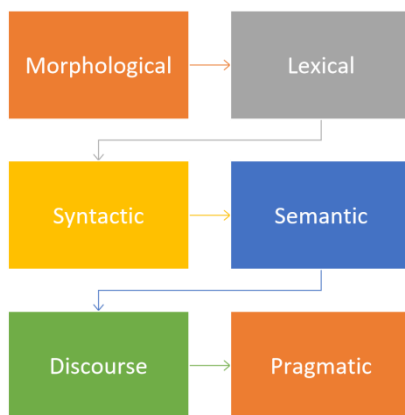 Morphological
Lexical
Syntactic
Semantic
Discourse
Pragmatic